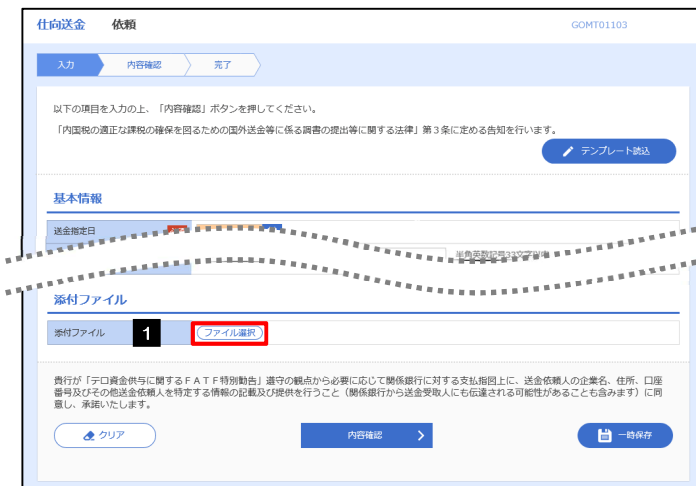 仕向送金 依頼 GOMT01103
入力 内容確認 完了
以下の項目を入力の上、「内容確認」ボタンを押してください。
「内国税の適正な課税の確保を図るための国外送金等に係る調書の提出等に関する法律」第3条に定める告知を行います。
テンプレート読込
基本情報
送金指定日
半角英数記号33文字以内
添付ファイル
添付ファイル 1 ファイル選択
貴行が「テロ資金供与に関するＦＡＴＦ特別勧告」遵守の観点から必要に応じて関係銀行に対する支払指図上に、送金依頼人の企業名、住所、口座
番号及びその他送金依頼人を特定する情報の記載及び提供を行うこと（関係銀行から送金受取人にも伝達される可能性があることも含みます）に同
意し、承諾いたします。
クリア 内容確認 一時保存